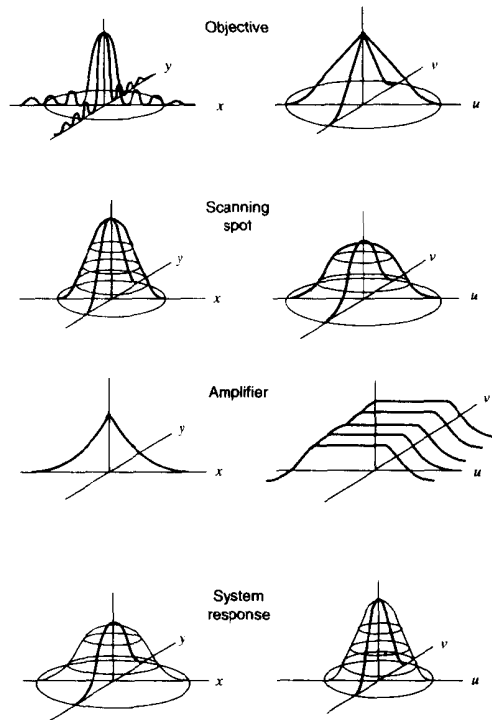 Objective
y
x
v
u
Scanning
spot
y
x
v
u
Amplifier
y
x
v
u
System
response
y
x
v
u